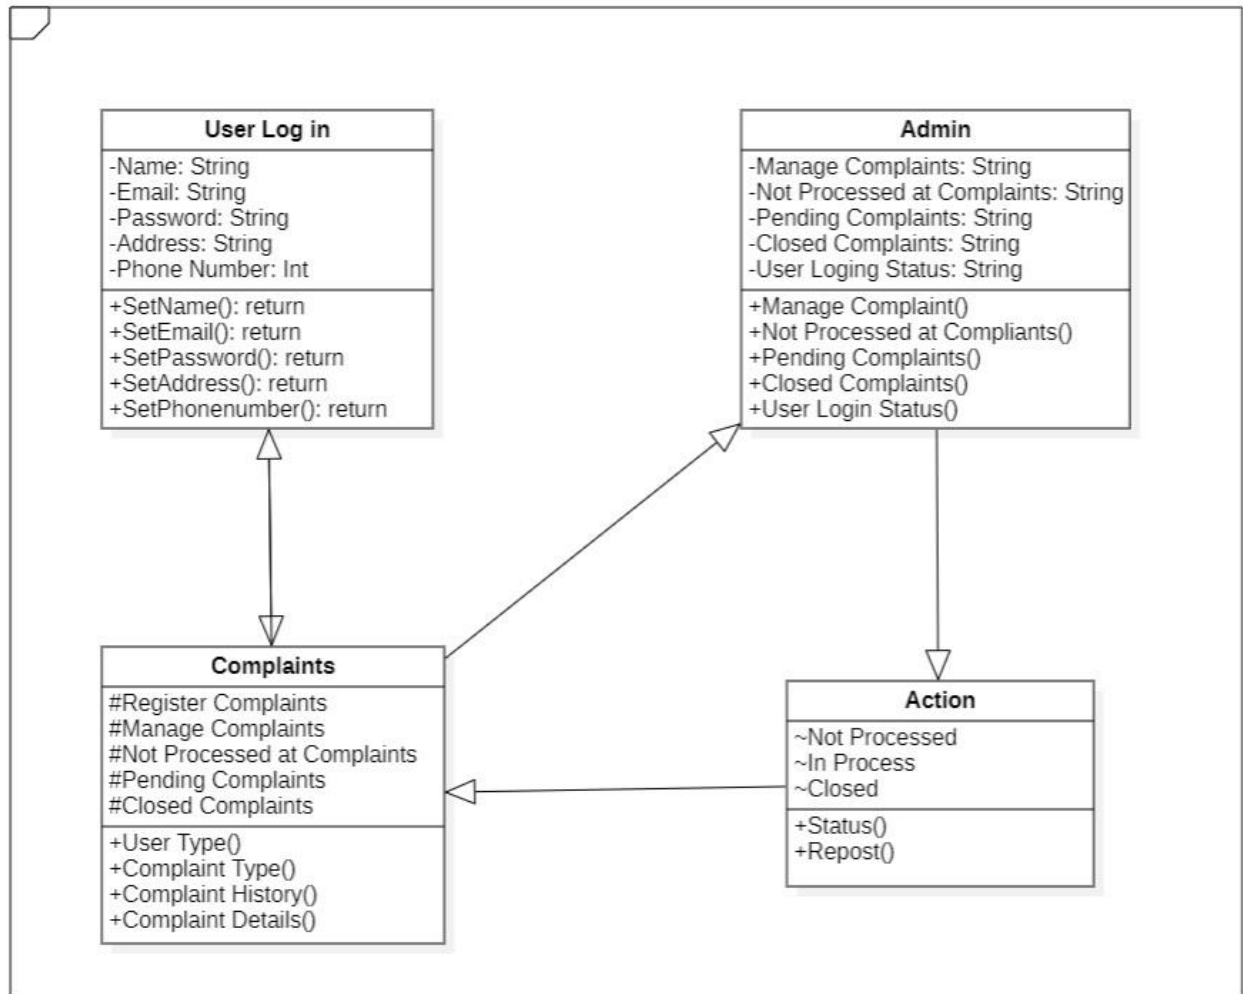 User Log in
-Name: String
-Email: String
-Password: String
-Address: String
-Phone Number: Int
+SetName(): return
+SetEmail(): return
+SetPassword(): return
+SetAddress(): return
+SetPhonenumber(): return
Admin
-Manage Complaints: String
-Not Processed at Complaints: String
-Pending Complaints: String
-Closed Complaints: String
-User Loging Status: String
+Manage Complaint()
+Not Processed at Compliants()
+Pending Complaints()
+Closed Complaints()
+User Login Status()
Complaints
#Register Complaints
#Manage Complaints
#Not Processed at Complaints
#Pending Complaints
#Closed Complaints
+User Type()
+Complaint Type()
+Complaint History()
+Complaint Details()
Action
~Not Processed
~In Process
~Closed
+Status()
+Repost()